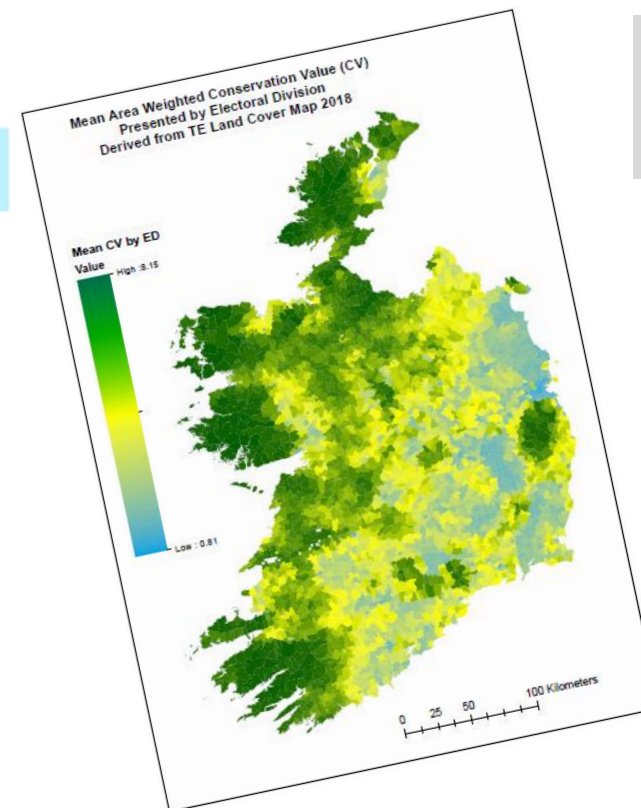 Mean Area Weighted Conservation Value (CV)
Presented by Electoral Division
Derived from TE Land Cover Map 2018
Mean CV by ED
Value
High :8.15
Low : 0.81
0 25 50 100 Kilometers